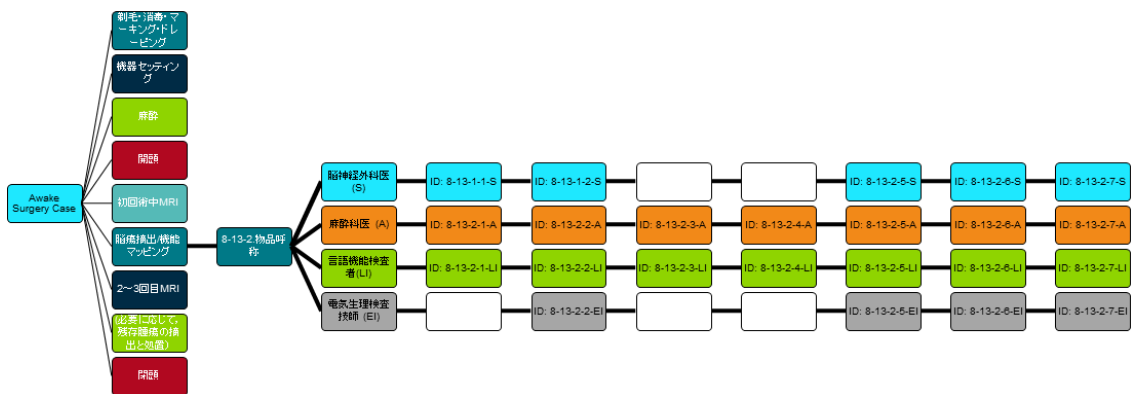 剃毛・消毒・マ
ーキング・ドレ
ーピング
機器セッティン
グ
麻酔
開頭
初回術中MRI
脳瘍摘出/機能
マッピング
2～3回目MRI
(必要に応じて,
残存腫瘍の摘
出と処置)
閉頭
Awake
Surgery Case
8-13-2.物品呼
称
脳神経外科医
(S)
ID: 8-13-1-1-S
ID: 8-13-1-2-S
ID: 8-13-2-5-S
ID: 8-13-2-6-S
ID: 8-13-2-7-S
麻酔科医 (A)
ID: 8-13-2-1-A
ID: 8-13-2-2-A
ID: 8-13-2-3-A
ID: 8-13-2-4-A
ID: 8-13-2-5-A
ID: 8-13-2-6-A
ID: 8-13-2-7-A
言語機能検査
者(LI)
ID: 8-13-2-1-LI
ID: 8-13-2-2-LI
ID: 8-13-2-3-LI
ID: 8-13-2-4-LI
ID: 8-13-2-5-LI
ID: 8-13-2-6-LI
ID: 8-13-2-7-LI
電気生理検査
技師 (EI)
ID: 8-13-2-2-EI
ID: 8-13-2-5-EI
ID: 8-13-2-6-EI
ID: 8-13-2-7-EI